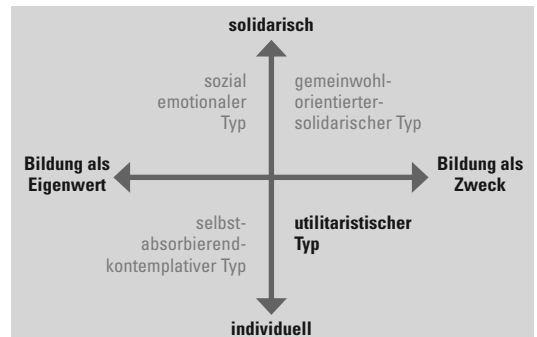 solidarisch
sozial
emotionaler
Typ
gemeinwohl-
orientierter-
solidarischer Typ
Bildung als
Eigenwert
Bildung als
Zweck
selbst-
absorbierend-
kontemplativer Typ
utilitaristischer
Typ
individuell